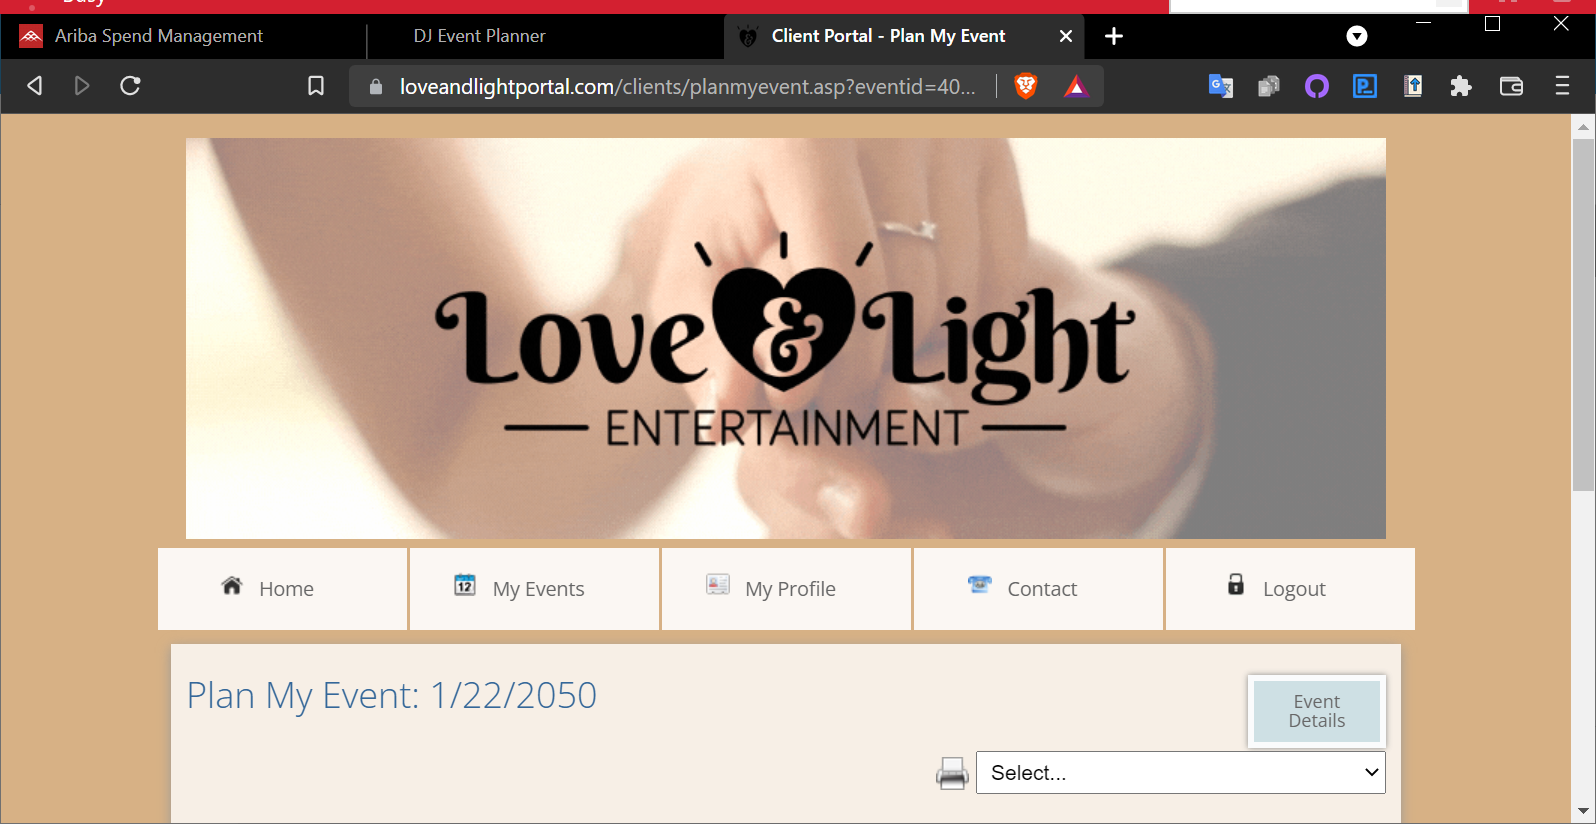 Busy
Ariba Spend Management
DJ Event Planner
Client Portal - Plan My Event
loveandlightportal.com/clients/planmyevent.asp?eventid=40...
Love & Light
ENTERTAINMENT
Home
12
My Events
My Profile
Contact
Logout
Plan My Event: 1/22/2050
Event
Details
Select...